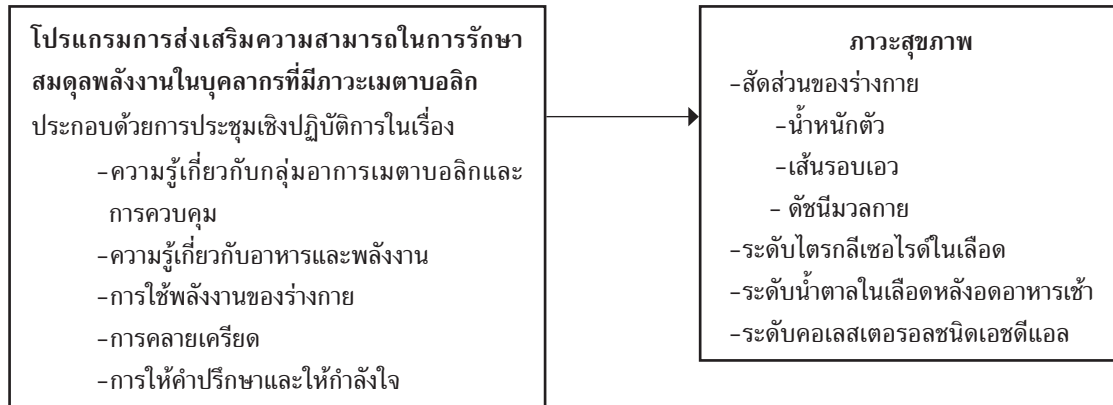 โปรแกรมการส่งเสริมความสามารถในการรักษา
สมดุลพลังงานในบุคลากรที่มีภาวะเมตาบอลิก
ประกอบด้วยการประชุมเชิงปฏิบัติการในเรื่อง
-ความรู้เกี่ยวกับกลุ่มอาการเมตาบอลิกและ
การควบคุม
-ความรู้เกี่ยวกับอาหารและพลังงาน
-การใช้พลังงานของร่างกาย
-การคลายเครียด
-การให้คำปรึกษาและให้กำลังใจ
ภาวะสุขภาพ
-สัดส่วนของร่างกาย
-น้ำหนักตัว
-เส้นรอบเอว
- ดัชนีมวลกาย
-ระดับไตรกลีเซอไรด์ในเลือด
-ระดับน้ำตาลในเลือดหลังอดอาหารเช้า
-ระดับคอเลสเตอรอลชนิดเอชดีแอล